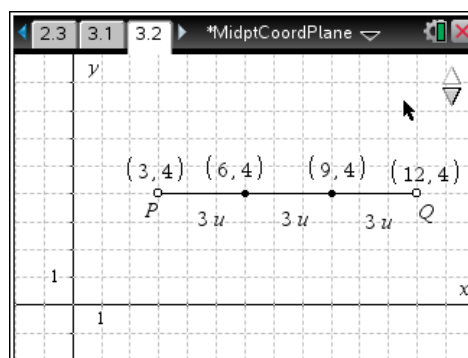 2.3 3.1 3.2 *MidptCoordPlane
y
(3,4) (6,4) (9,4) (12,4)
P Q
3 u 3 u 3 u
1
x
1